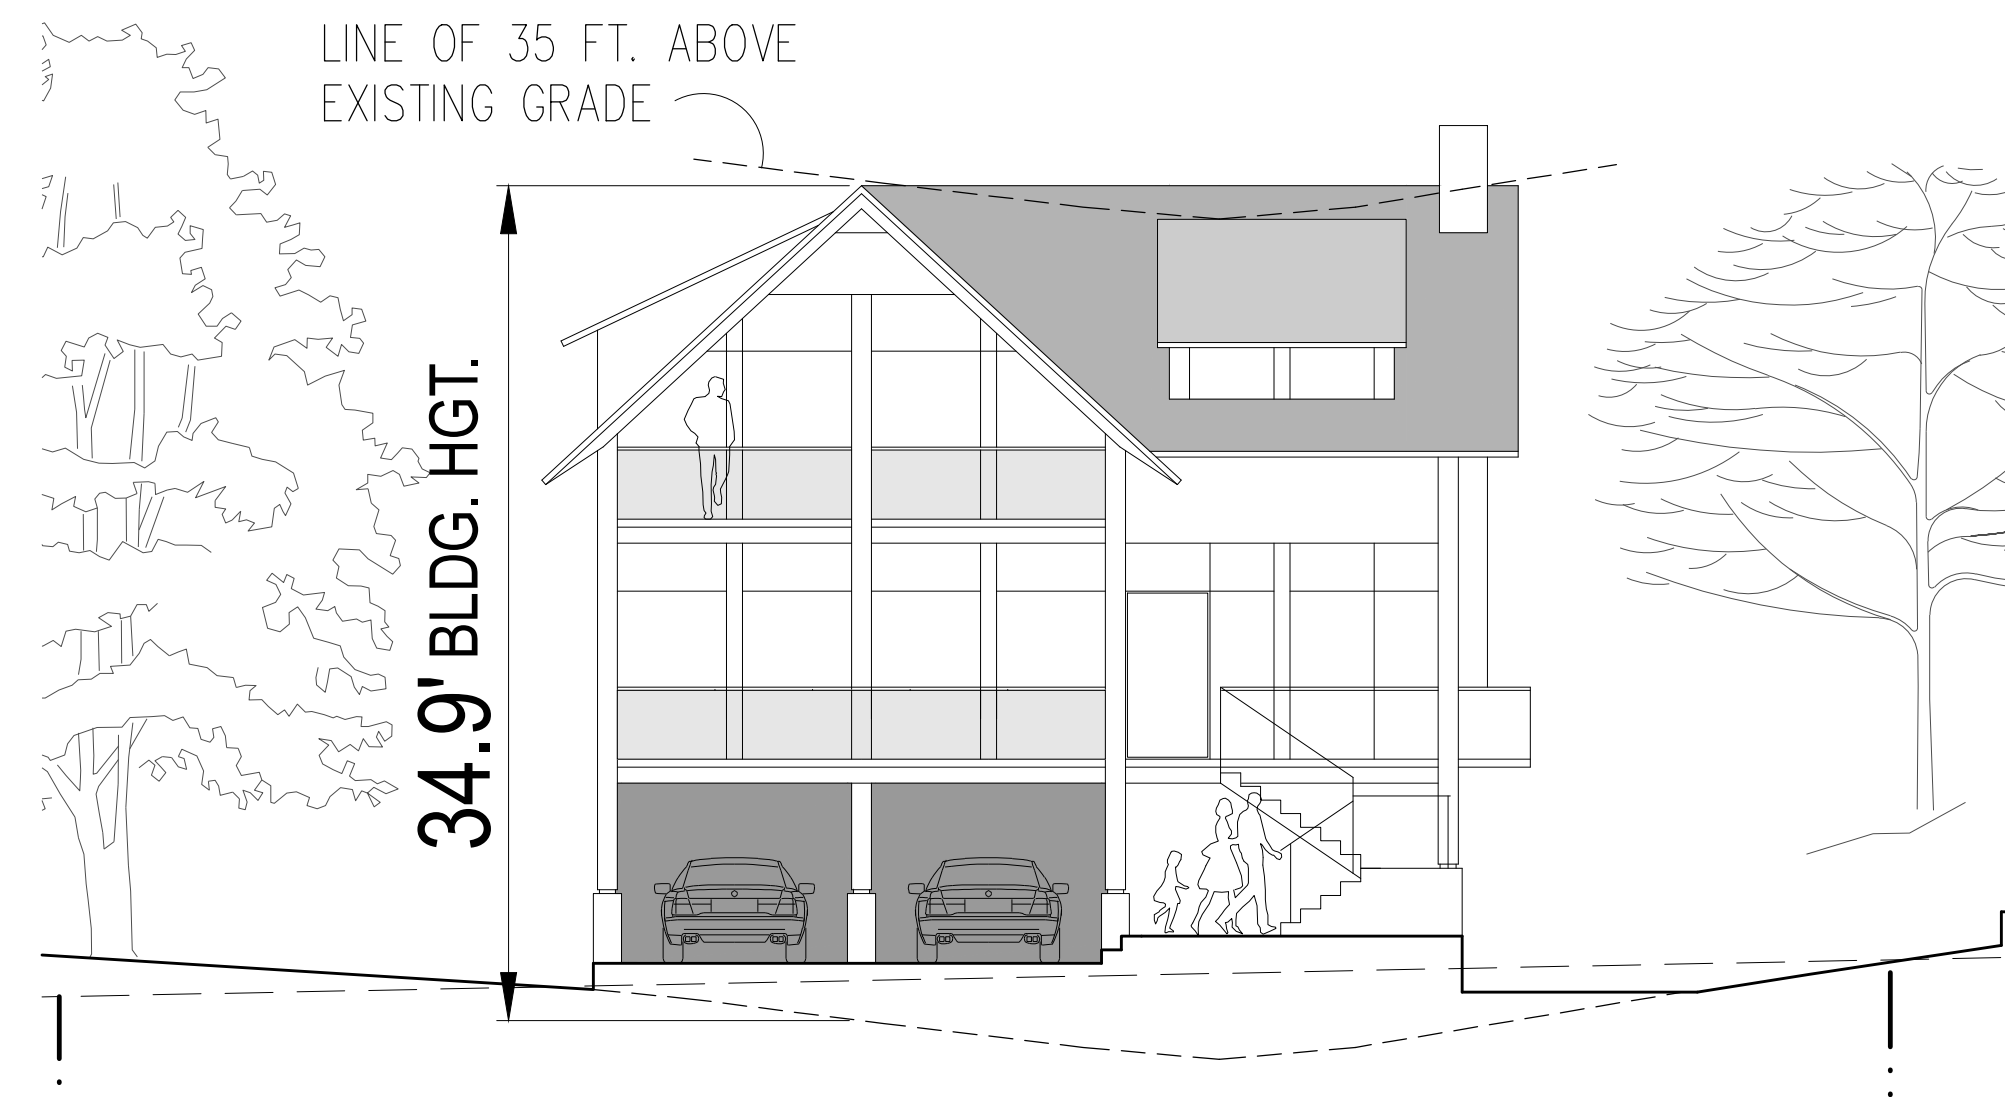 LINE OF 35 FT. ABOVE
EXISTING GRADE
34.9' BLDG. HGT.